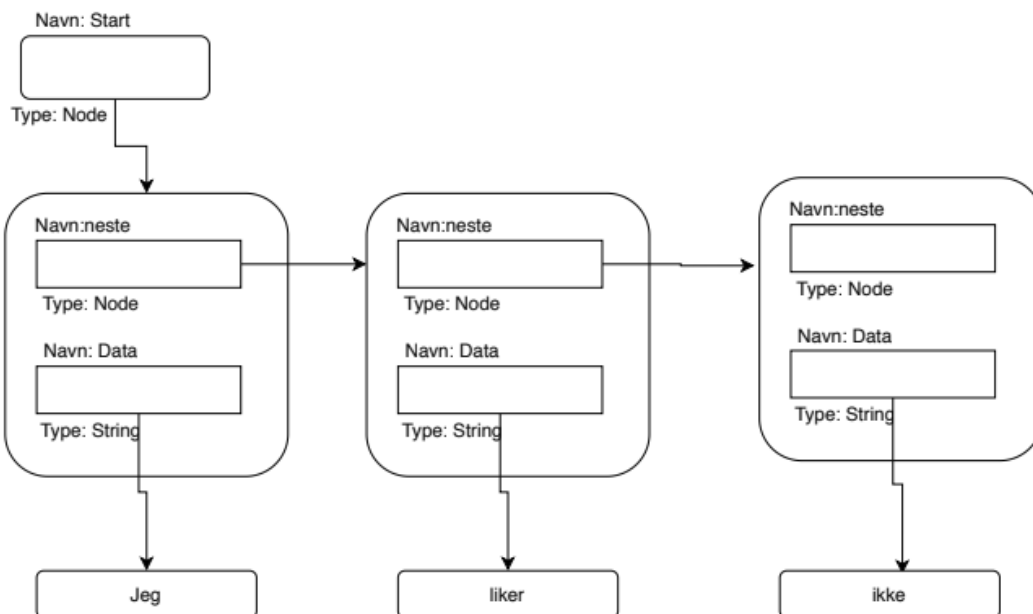 Navn: Start
Type: Node
Navn:neste
Type: Node
Navn: Data
Type: String
Jeg
Navn:neste
Type: Node
Navn: Data
Type: String
liker
Navn:neste
Type: Node
Navn: Data
Type: String
ikke